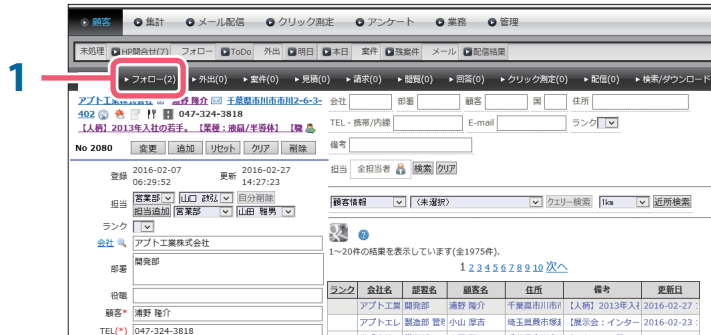 顧客 集計 メール配信 クリック測定 アンケート 業務 管理
未処理 HP問合せ(7) フォロー ToDo 外出 明日 本日 案件 残案件 メール 配信結果
1
フォロー(2) 外出(0) 案件(0) 見積(0) 請求(0) 閲覧(0) 回答(0) クリック測定(0) 配信(0) 検索/ダウンロード
アプト工業株式会社 浦野 隆介 千葉県市川市市川2-6-3-
402 047-324-3818
【人柄】2013年入社の若手。【業種：液晶/半導体】【職
No 2080 変更 追加 リセット クリア 削除
登録 2016-02-07 06:29:52 更新 2016-02-27 14:27:23
担当 営業部 山口 自分削除
担当追加 営業部 山田 雅男
ランク
会社 アプト工業株式会社
部署 開発部
役職
顧客* 浦野 隆介
TEL(*) 047-324-3818
会社 部署 顧客 国 住所
TEL・携帯/内線 E-mail ランク
備考
担当 全担当者 検索 クリア
顧客情報 〈未選択〉 クエリー検索 1km 近所検索
1～20件の結果を表示しています(全1975件).
1 2 3 4 5 6 7 8 9 10 次へ
ランク 会社名 部署名 顧客名 住所 備考 更新日
アプト工業 開発部 浦野 隆介 千葉県市川市市 【人柄】2013年入社 2016-02-27
アプトエレ 製造部 管理 小山 厚吉 埼玉県蕨市塚越 【展示会：インター 2016-02-23